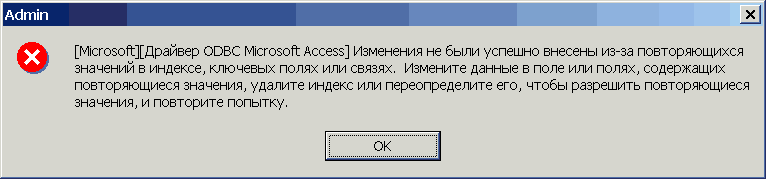 Admin
[Microsoft][Драйвер ODBC Microsoft Access] Изменения не были успешно внесены из-за повторяющихся
значений в индексе, ключевых полях или связях.  Измените данные в поле или полях, содержащих
повторяющиеся значения, удалите индекс или переопределите его, чтобы разрешить повторяющиеся
значения, и повторите попытку.
OK